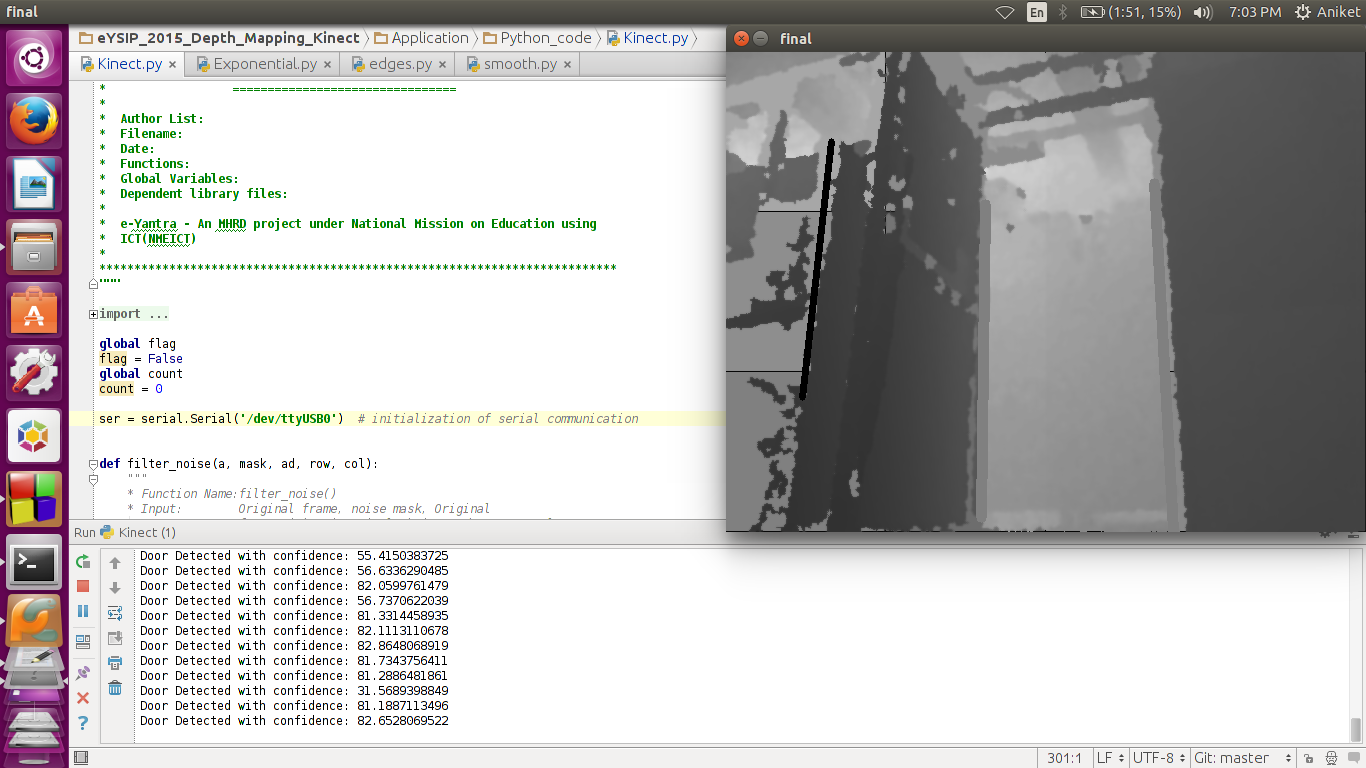 final
En
(1:51, 15%)
7:03 PM
Aniket
eYSIP_2015_Depth_Mapping_Kinect
Application
Python_code
Kinect.py
final
Kinect.py ×
Exponential.py ×
edges.py ×
smooth.py ×
* ================================
*
* Author List:
* Filename:
* Date:
* Functions:
* Global Variables:
* Dependent library files:
*
* e-Yantra - An MHRD project under National Mission on Education using
* ICT(NMEICT)
*
**************************************************************************
"""
import ...
global flag
flag = False
global count
count = 0
ser = serial.Serial('/dev/ttyUSB0') # initialization of serial communication
def filter_noise(a, mask, ad, row, col):
"""
* Function Name:filter_noise()
* Input: Original frame, noise mask, Original
Run Kinect (1)
Door Detected with confidence: 55.4150383725
Door Detected with confidence: 56.6336290485
Door Detected with confidence: 82.0599761479
Door Detected with confidence: 56.7370622039
Door Detected with confidence: 81.3314458935
Door Detected with confidence: 82.1113110678
Door Detected with confidence: 82.8648068919
Door Detected with confidence: 81.7343756411
Door Detected with confidence: 81.2886481861
Door Detected with confidence: 31.5689398849
Door Detected with confidence: 81.1887113496
Door Detected with confidence: 82.6528069522
301:1
LF
UTF-8
Git: master